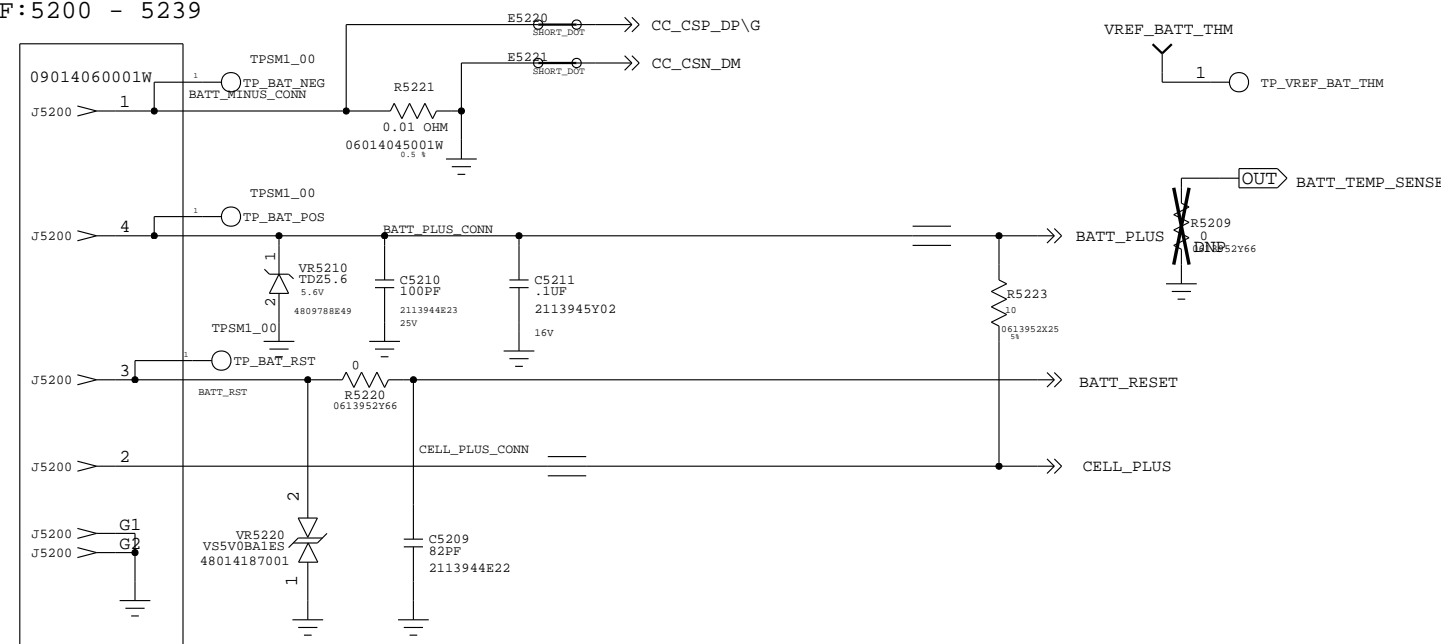 F:5200 - 5239
E5220
SHORT_DOT
CC_CSP_DP\G
VREF_BATT_THM
TPSM1_00
E5221
SHORT_DOT
CC_CSN_DM
09014060001W
1
TP_BAT_NEG
R5221
1
TP_VREF_BAT_THM
BATT_MINUS_CONN
J5200
1
0.01 OHM
06014045001W
0.5 %
TPSM1_00
OUT
BATT_TEMP_SENSE
1
TP_BAT_POS
J5200
4
BATT_PLUS_CONN
BATT_PLUS
R5209
0
DNP
1
VR5210
TDZ5.6
5.6V
4809788E49
2
C5210
100PF
2113944E23
25V
C5211
.1UF
2113945Y02
16V
R5223
10
0613952X25
5%
TPSM1_00
1
TP_BAT_RST
J5200
3
BATT_RST
0
R5220
0613952Y66
BATT_RESET
J5200
2
CELL_PLUS_CONN
CELL_PLUS
2
J5200
G1
J5200
G2
VR5220
VS5V0BA1ES
48014187001
1
C5209
82PF
2113944E22